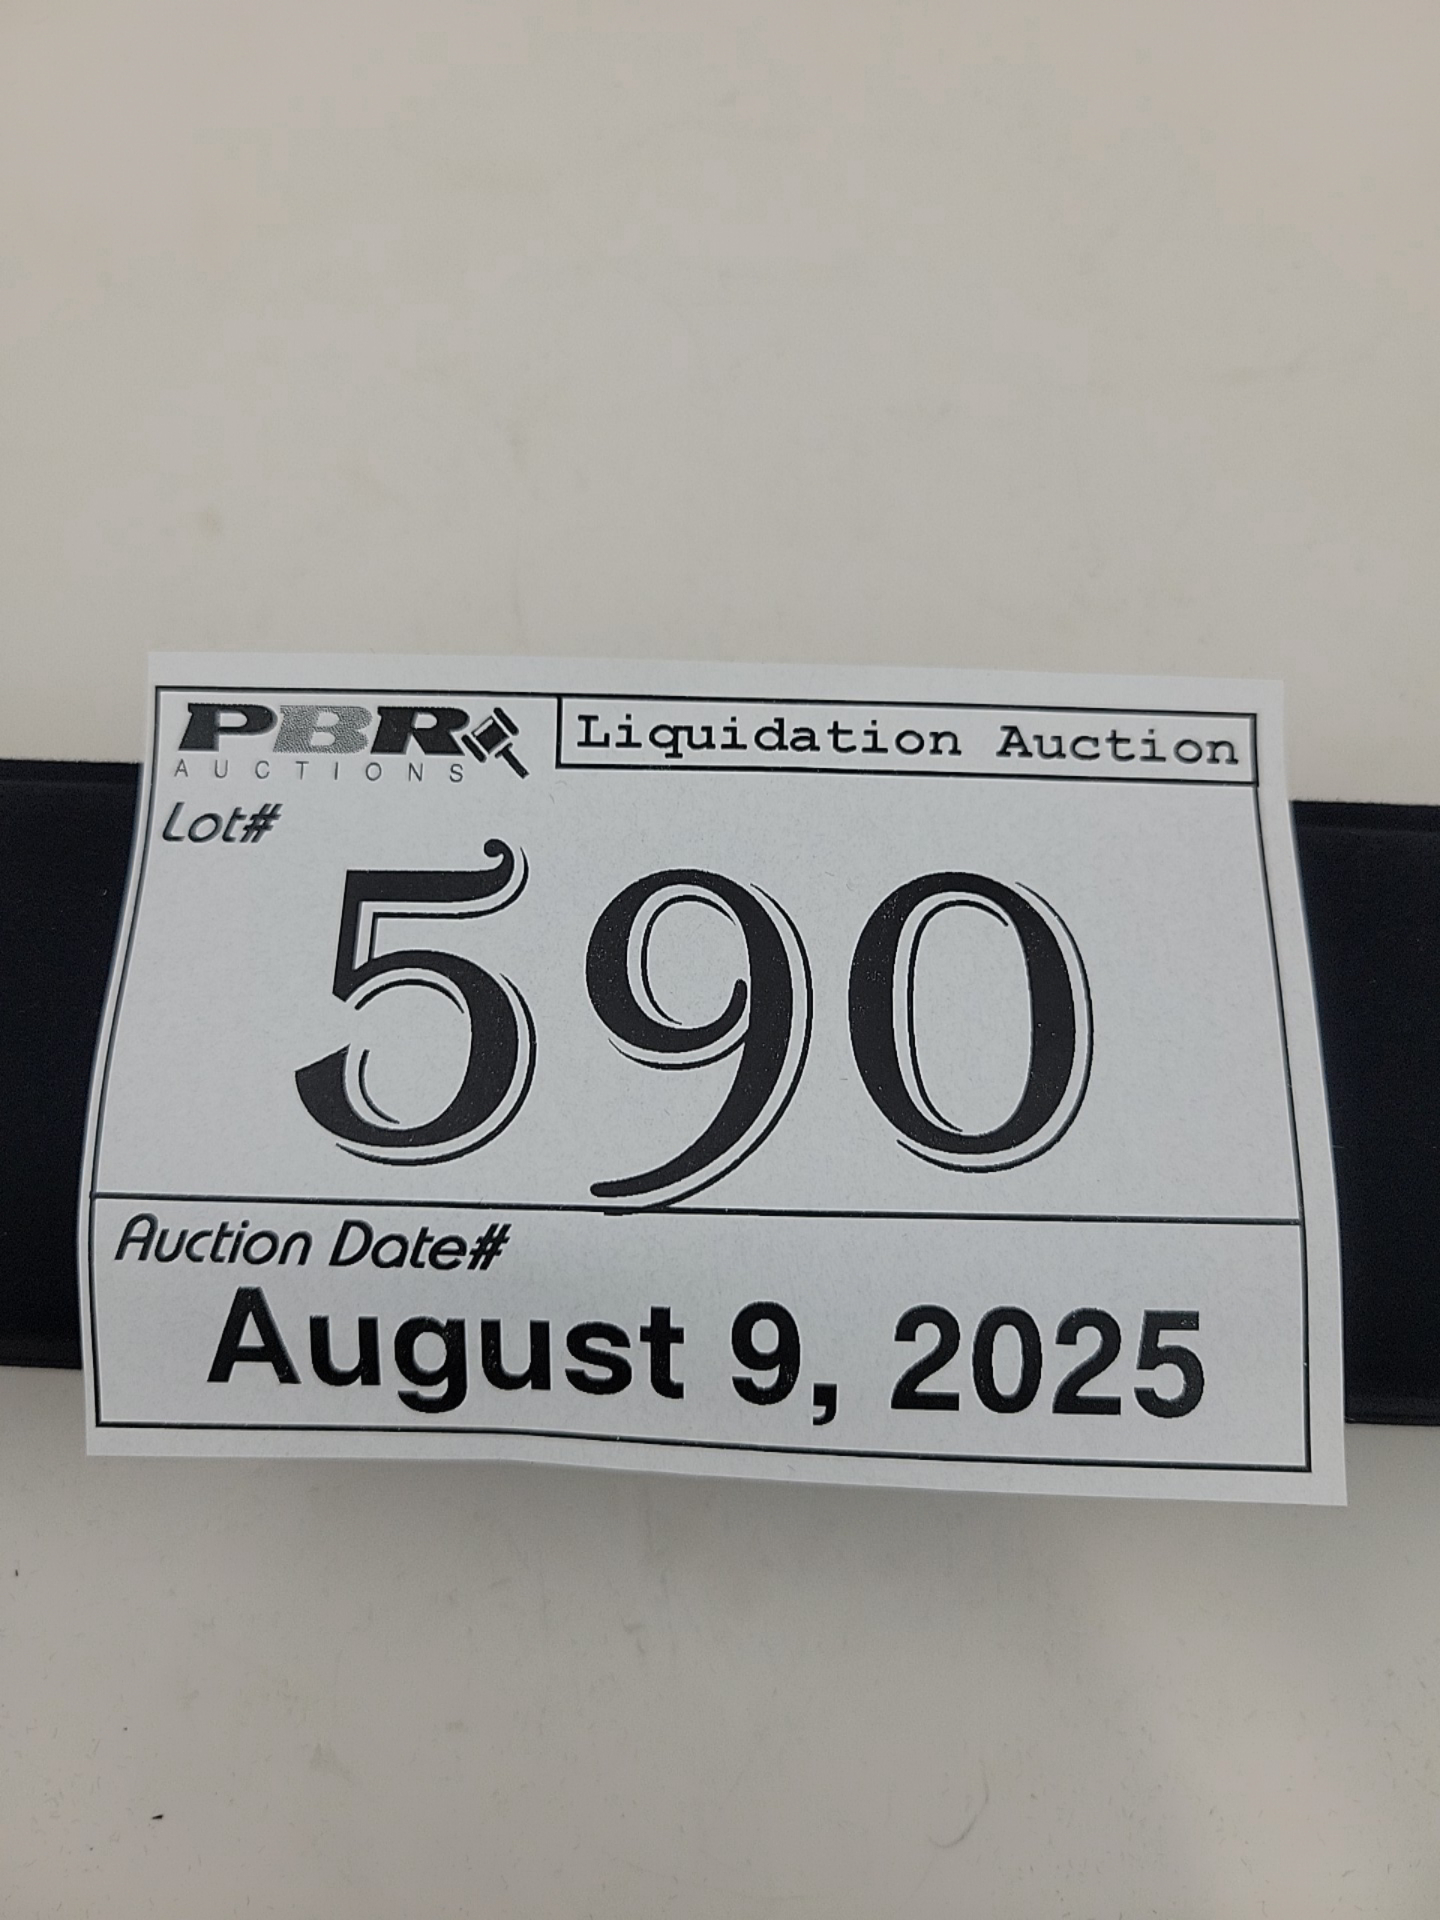 PBR
AUCTIONS
Liquidation Auction
Lot#
590
Auction Date#
August 9, 2025